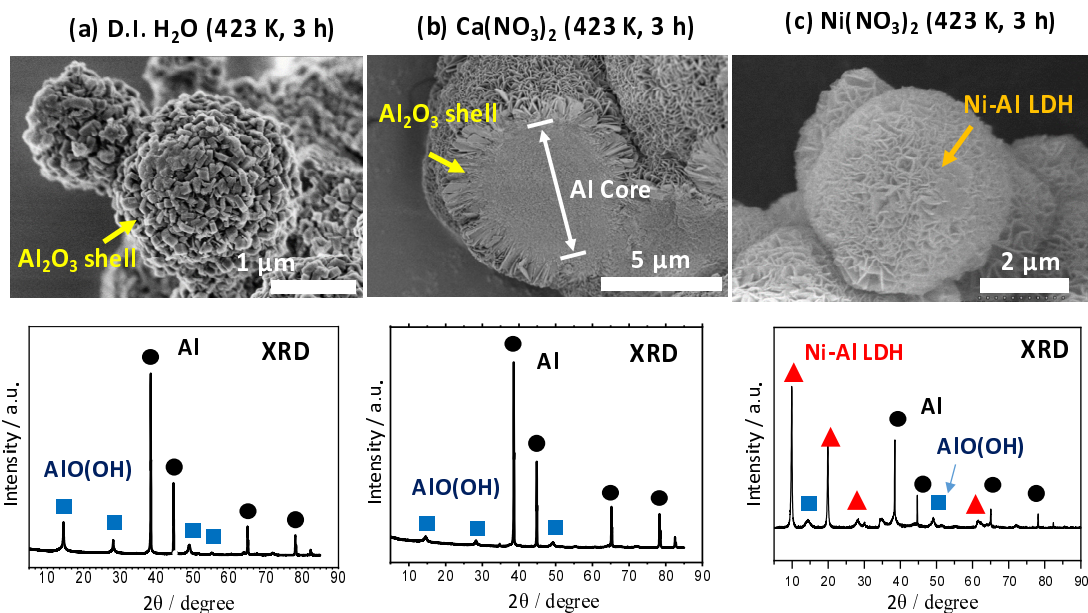 (a) D.I. H₂O (423 K, 3 h)
(b) Ca(NO₃)₂ (423 K, 3 h)
(c) Ni(NO₃)₂ (423 K, 3 h)
Al₂O₃ shell
1 μm
Al₂O₃ shell
Al Core
5 μm
Ni-Al LDH
2 μm
Intensity / a.u.
Al
XRD
AlO(OH)
10 20 30 40 50 60 70 80 90
2θ / degree
Intensity / a.u.
Al
XRD
AlO(OH)
10 20 30 40 50 60 70 80 90
2θ / degree
Intensity / a.u.
Ni-Al LDH
XRD
Al
AlO(OH)
10 20 30 40 50 60 70 80 90
2θ / degree